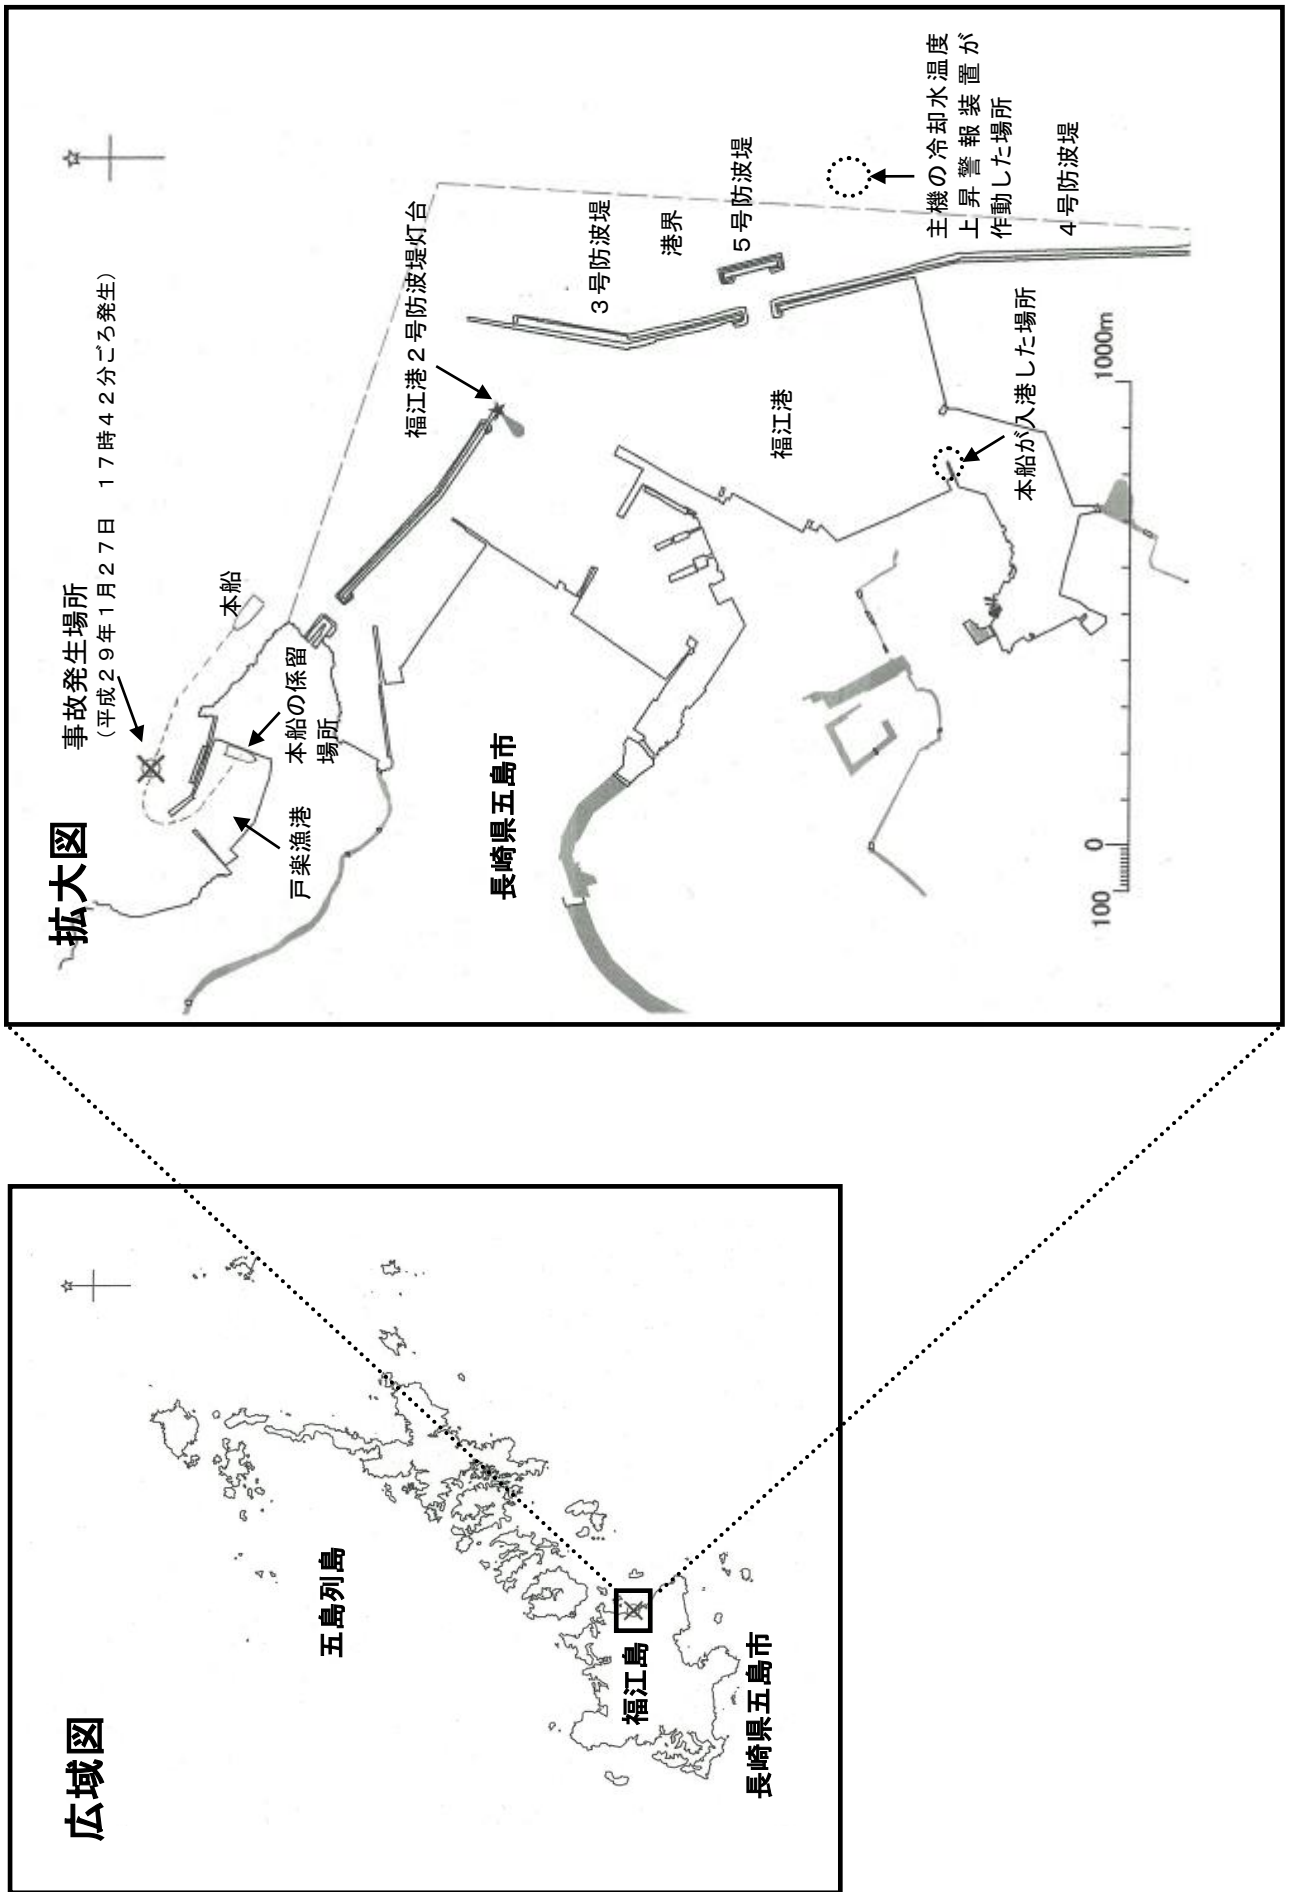 広域図
五島列島
福江島
長崎県五島市
拡大図
事故発生場所
（平成２９年１月２７日　１７時４２分ごろ発生）
本船
本船の係留
場所
戸楽漁港
福江港２号防波堤灯台
３号防波堤
港界
５号防波堤
長崎県五島市
福江港
主機の冷却水温度
上昇警報装置が
作動した場所
４号防波堤
本船が入港した場所
100
0
1000m